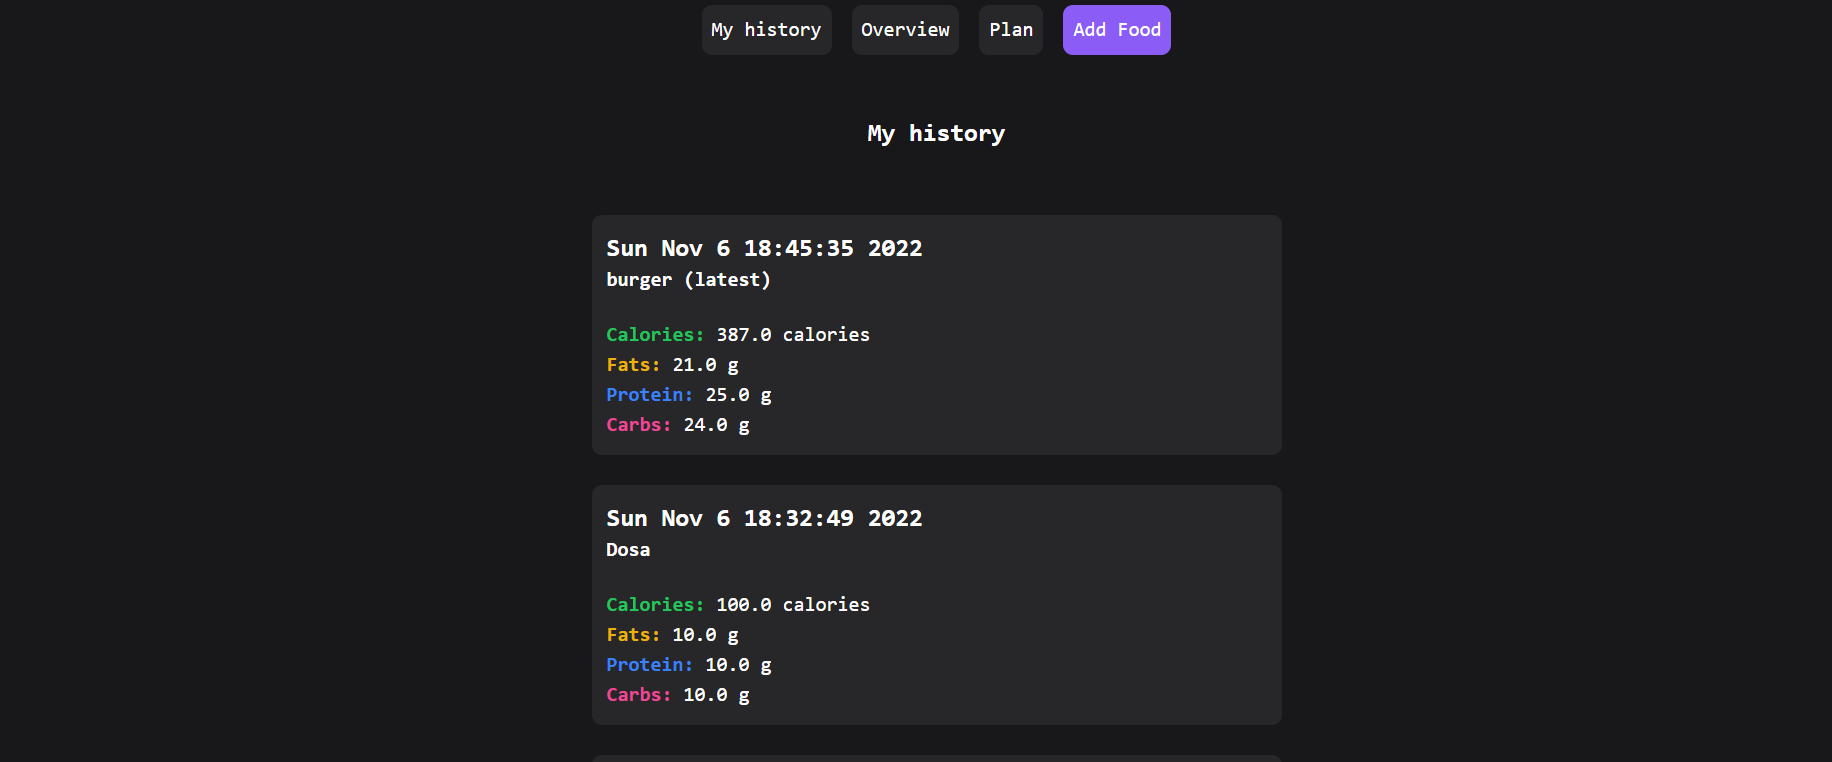 My history Overview Plan Add Food
My history
Sun Nov 6 18:45:35 2022
burger (latest)
Calories: 387.0 calories
Fats: 21.0 g
Protein: 25.0 g
Carbs: 24.0 g
Sun Nov 6 18:32:49 2022
Dosa
Calories: 100.0 calories
Fats: 10.0 g
Protein: 10.0 g
Carbs: 10.0 g